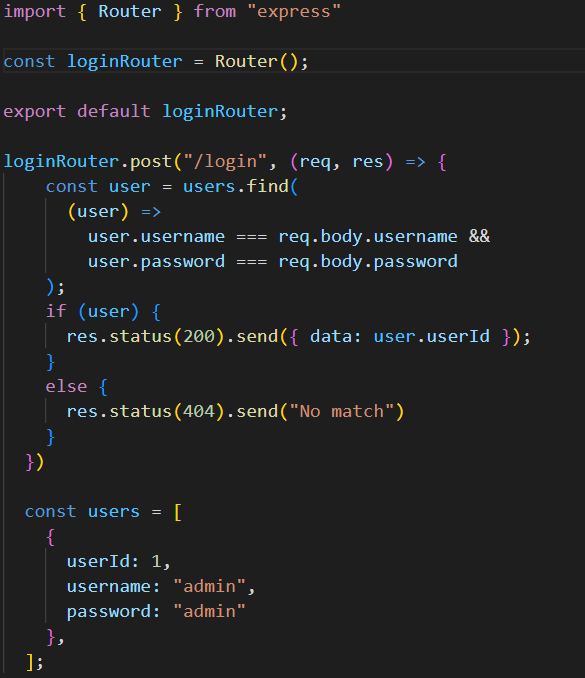 import { Router } from "express"
const loginRouter = Router();
export default loginRouter;
loginRouter.post("/login", (req, res) => {
const user = users.find(
(user) =>
user.username === req.body.username &&
user.password === req.body.password
);
if (user) {
res.status(200).send({ data: user.userId });
}
else {
res.status(404).send("No match")
}
})
const users = [
{
userId: 1,
username: "admin",
password: "admin"
},
];